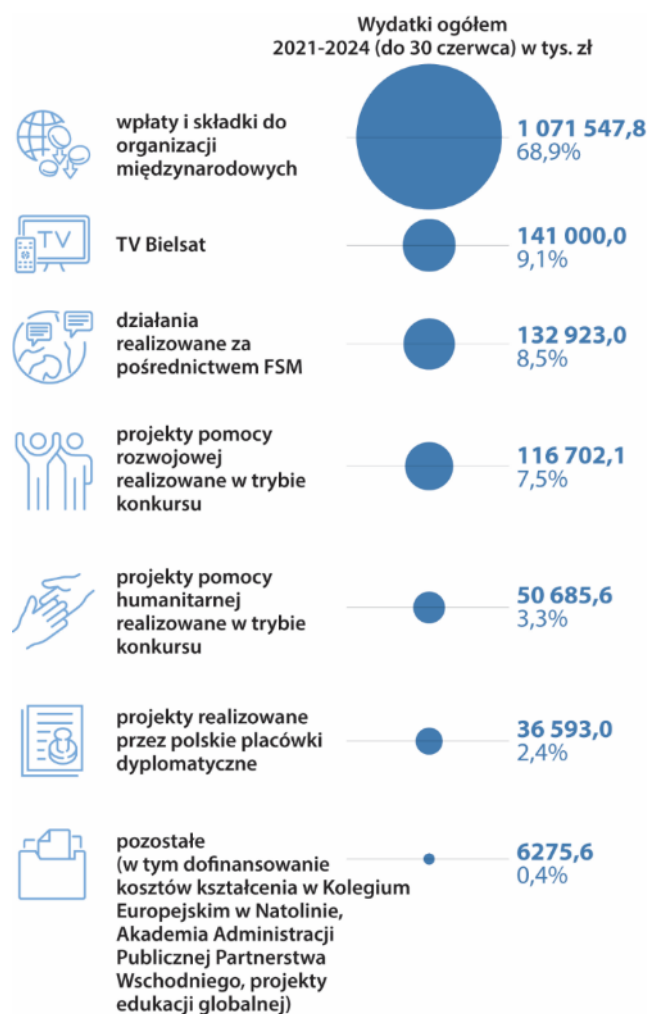 Wydatki ogółem
2021-2024 (do 30 czerwca) w tys. zł
wpłaty i składki do
organizacji
międzynarodowych
1 071 547,8
68,9%
TV
TV Bielsat
141 000,0
9,1%
działania
realizowane za
pośrednictwem FSM
132 923,0
8,5%
projekty pomocy
rozwojowej
realizowane w trybie
konkursu
116 702,1
7,5%
projekty pomocy
humanitarnej
realizowane w trybie
konkursu
50 685,6
3,3%
projekty realizowane
przez polskie placówki
dyplomatyczne
36 593,0
2,4%
pozostałe
(w tym dofinansowanie
kosztów kształcenia w Kolegium
Europejskim w Natolinie,
Akademia Administracji
Publicznej Partnerstwa
Wschodniego, projekty
edukacji globalnej)
6275,6
0,4%